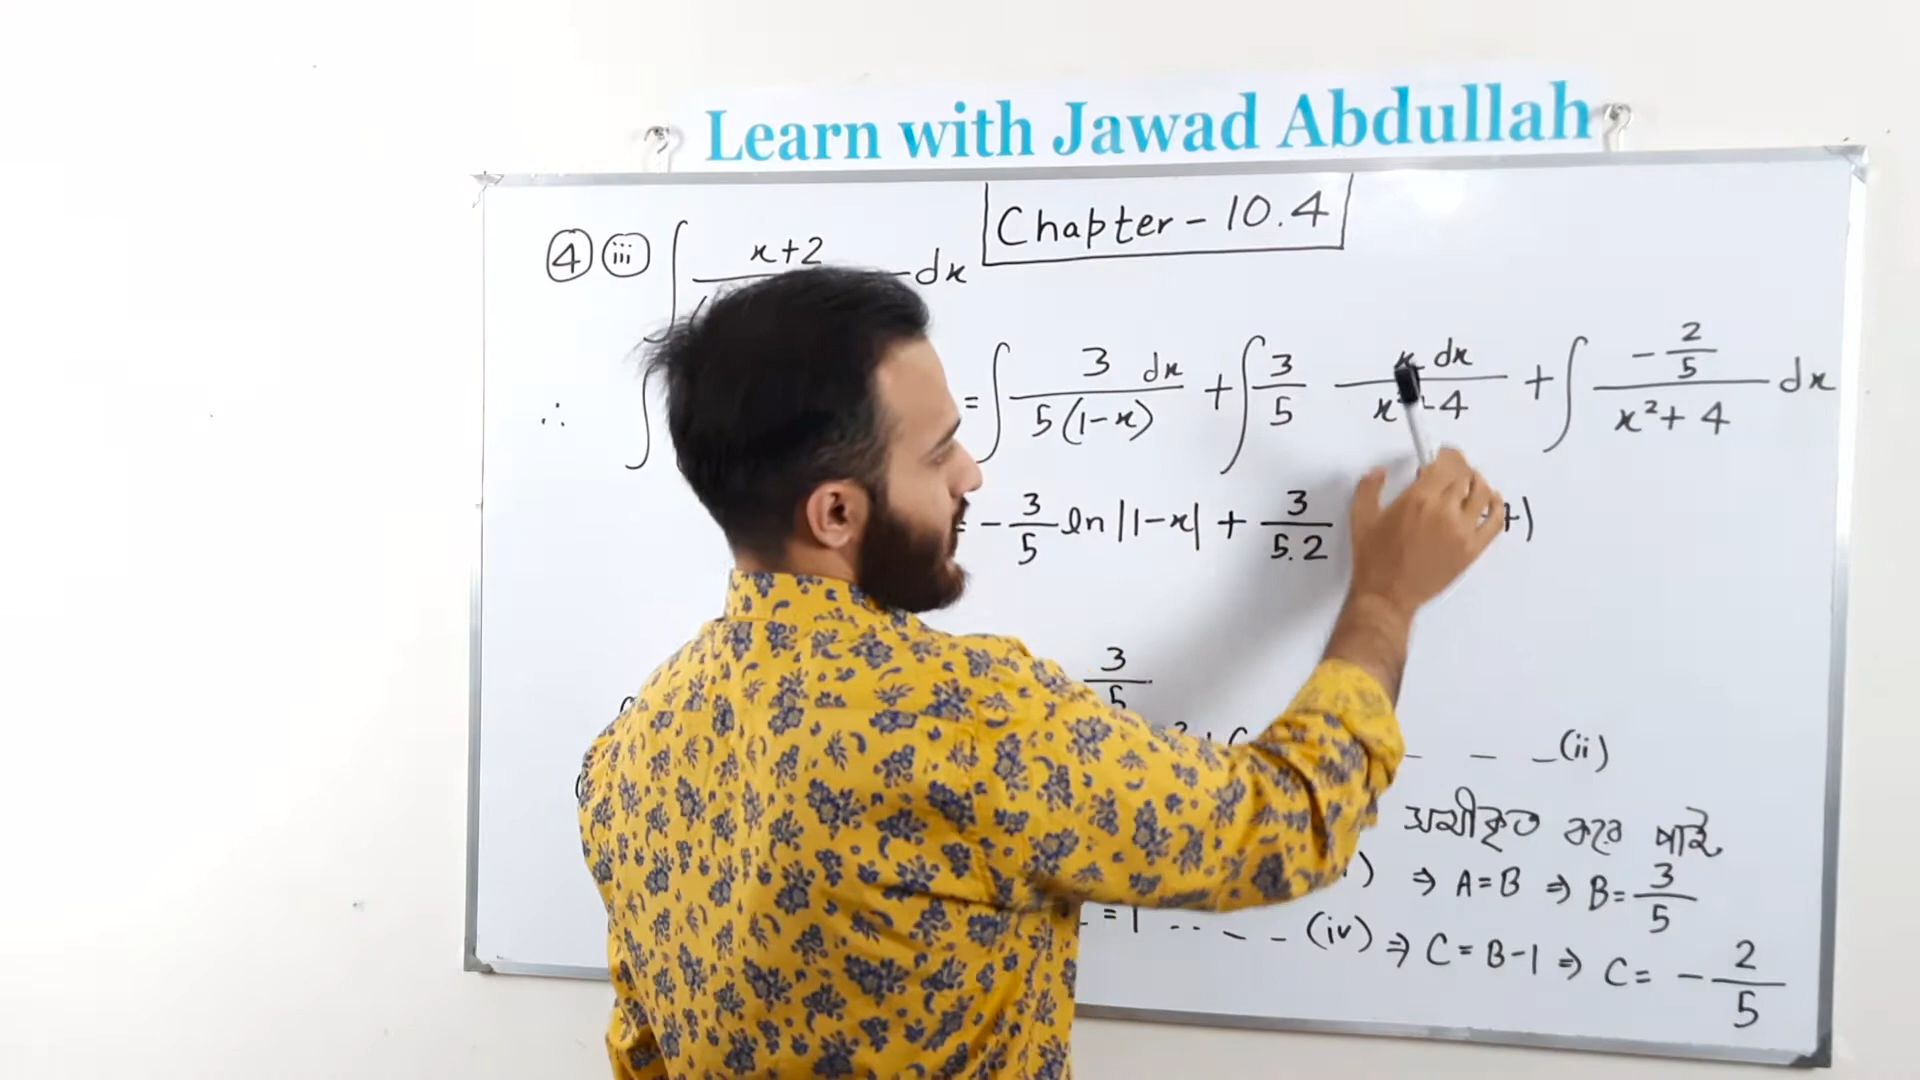 Learn with Jawad Abdullah
Chapter - 10.4
④ ⓘⓘⓘ ∫ x+2 dx
∴ ∫ = ∫ 3 dx / 5(1-x) + ∫ 3/5 x dx / x²+4 + ∫ -2/5 / x²+4 dx
= - 3/5 ln |1-x| + 3/5.2
3/5
_ _ _ (ii)
সমীকৃত করে পাই
⇒ A=B ⇒ B= 3/5
=1 .. _ _ (iv) ⇒ C = B-1 ⇒ C = - 2/5